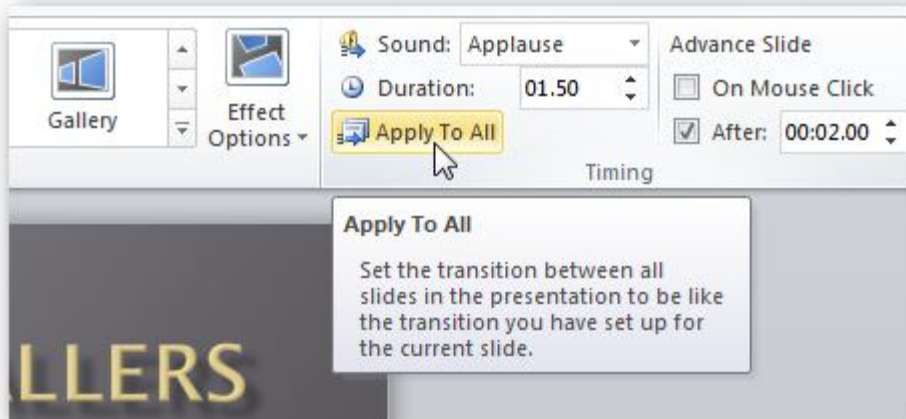 Gallery
Effect
Options
Sound: Applause
Duration: 01.50
Apply To All
Advance Slide
On Mouse Click
After: 00:02.00
Timing
Apply To All
Set the transition between all
slides in the presentation to be like
the transition you have set up for
the current slide.
LLERS